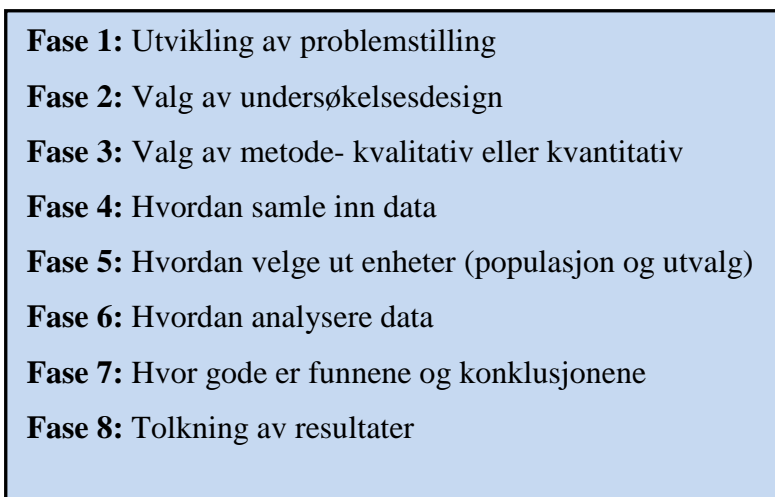 Fase 1: Utvikling av problemstilling
Fase 2: Valg av undersøkelsesdesign
Fase 3: Valg av metode- kvalitativ eller kvantitativ
Fase 4: Hvordan samle inn data
Fase 5: Hvordan velge ut enheter (populasjon og utvalg)
Fase 6: Hvordan analysere data
Fase 7: Hvor gode er funnene og konklusjonene
Fase 8: Tolkning av resultater